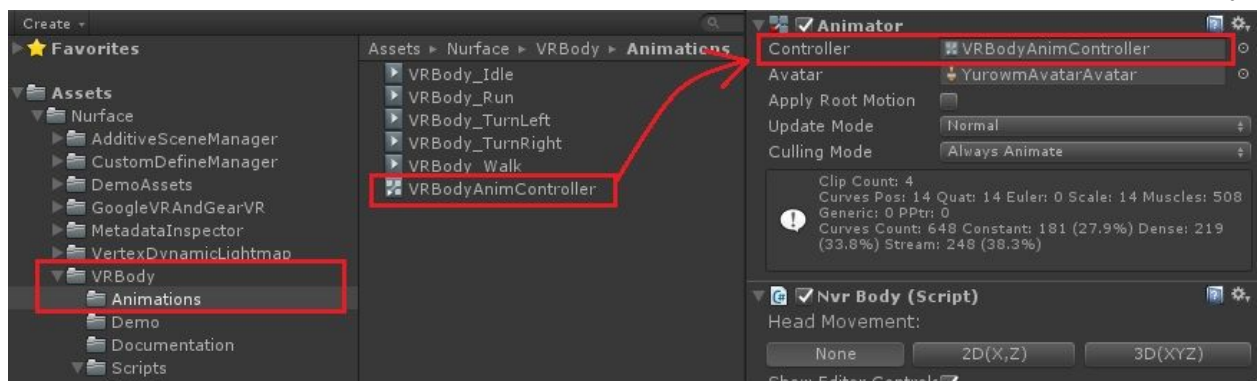 Create
Favorites
Assets
Nurface
AdditiveSceneManager
CustomDefineManager
DemoAssets
GoogleVRAndGearVR
MetadataInspector
VertexDynamicLightmap
VRBody
Animations
Demo
Documentation
Scripts
Assets ▸ Nurface ▸ VRBody ▸ Animations
VRBody_Idle
VRBody_Run
VRBody_TurnLeft
VRBody_TurnRight
VRBody_Walk
VRBodyAnimController
Animator
Controller VRBodyAnimController
Avatar YurowmAvatarAvatar
Apply Root Motion
Update Mode Normal
Culling Mode Always Animate
Clip Count: 4
Curves Pos: 14 Quat: 14 Euler: 0 Scale: 14 Muscles: 508
Generic: 0 PPtr: 0
Curves Count: 648 Constant: 181 (27.9%) Dense: 219
(33.8%) Stream: 248 (38.3%)
Nvr Body (Script)
Head Movement:
None 2D(X,Z) 3D(XYZ)
Show Editor Controls